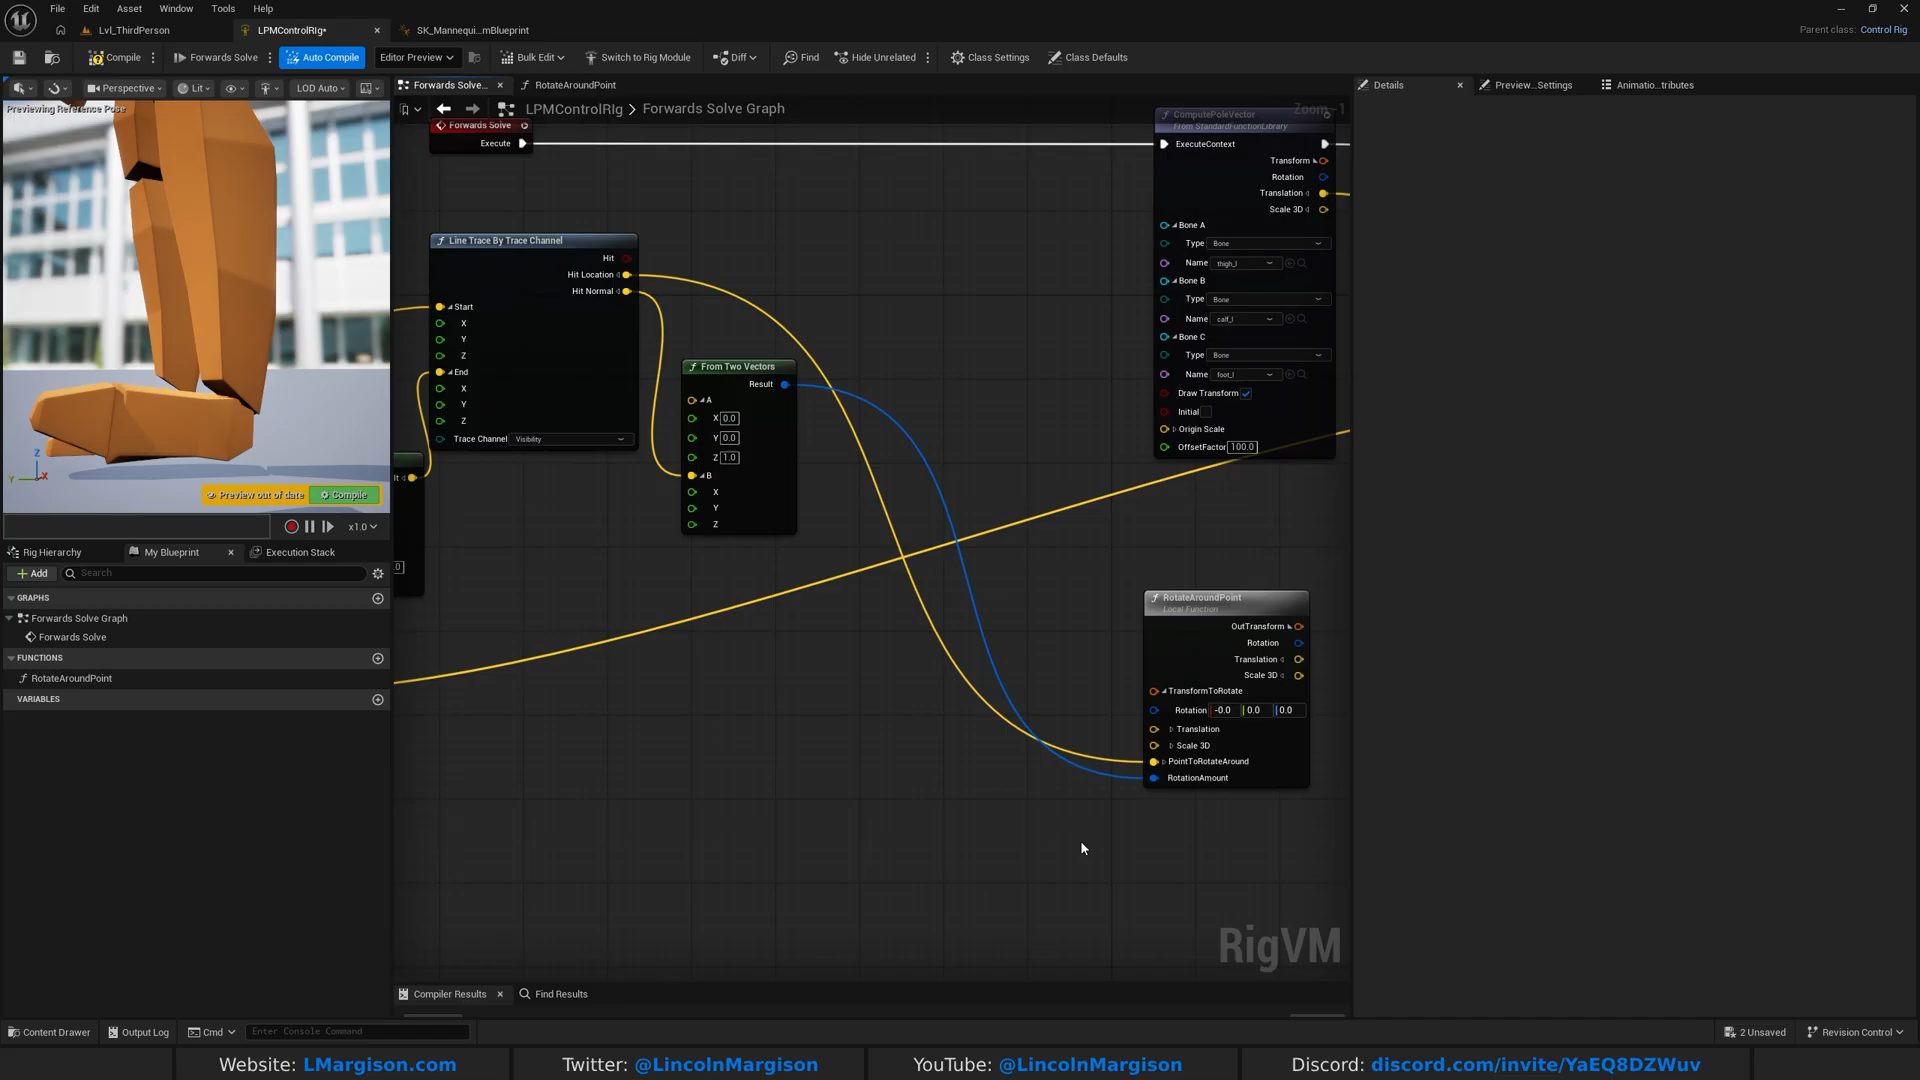 File Edit Asset Window Tools Help
Lvl_ThirdPerson LPMControlRIg* SK_Mannequi...mBlueprint
Parent class: Control Rig
Compile Forwards Solve Auto Compile Editor Preview Bulk Edit Switch to Rig Module Diff Find Hide Unrelated Class Settings Class Defaults
Perspective Lit LOD Auto
Previewing Reference Pose
Z
Y X
Preview out of date Compile
x1.0
Rig Hierarchy My Blueprint Execution Stack
Add Search
GRAPHS
Forwards Solve Graph
Forwards Solve
FUNCTIONS
RotateAroundPoint
VARIABLES
Forwards Solve... RotateAroundPoint
LPMControlRIg > Forwards Solve Graph
Zoom -1
Forwards Solve
Execute
Line Trace By Trace Channel
Hit
Hit Location
Hit Normal
Start
X
Y
Z
End
X
Y
Z
Trace Channel Visibility
From Two Vectors
Result
A
X 0.0
Y 0.0
Z 1.0
B
X
Y
Z
ComputePoleVector
From StandardFunctionLibrary
ExecuteContext
Transform
Rotation
Translation
Scale 3D
Bone A
Type Bone
Name thigh_l
Bone B
Type Bone
Name calf_l
Bone C
Type Bone
Name foot_l
Draw Transform
Initial
Origin Scale
OffsetFactor 100.0
RotateAroundPoint
Local Function
OutTransform
Rotation
Translation
Scale 3D
TransformToRotate
Rotation -0.0 0.0 0.0
Translation
Scale 3D
PointToRotateAround
RotationAmount
RigVM
Compiler Results Find Results
Details Preview...Settings Animatio...tributes
Content Drawer Output Log Cmd Enter Console Command
2 Unsaved Revision Control
Website: LMargison.com Twitter: @LincolnMargison YouTube: @LincolnMargison Discord: discord.com/invite/YaEQ8DZWuv